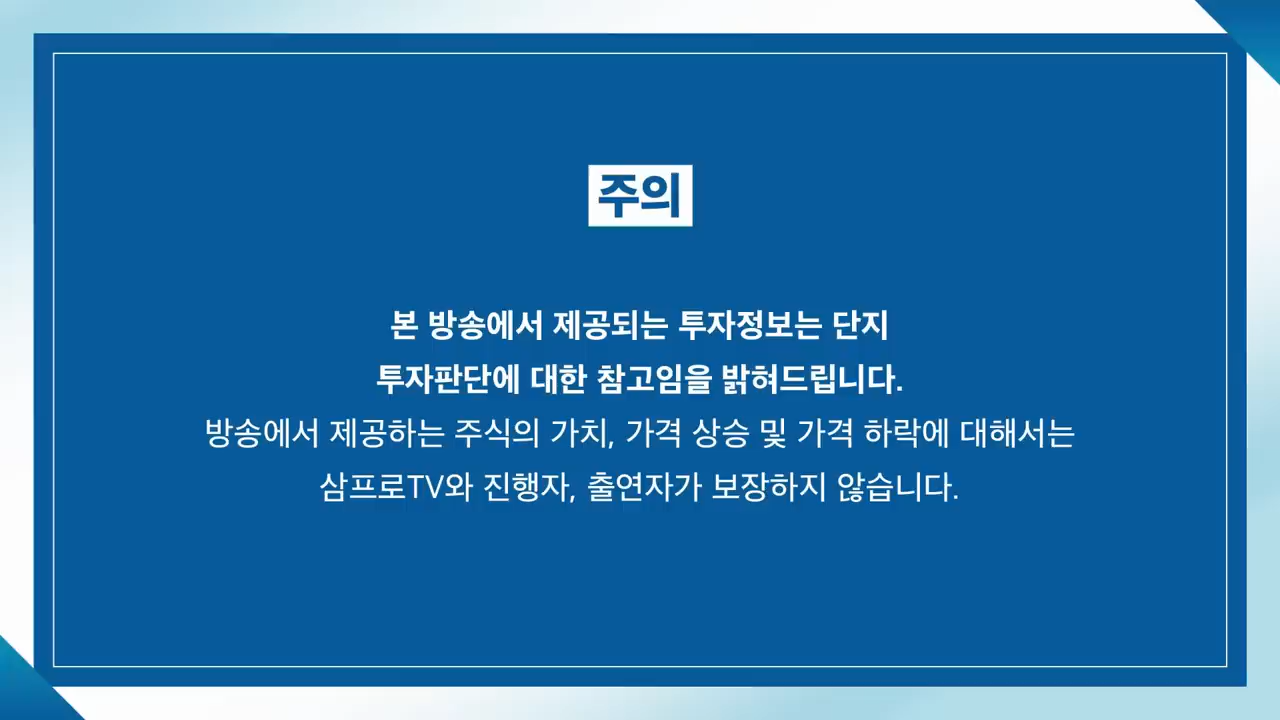 주의
본 방송에서 제공되는 투자정보는 단지
투자판단에 대한 참고임을 밝혀드립니다.
방송에서 제공하는 주식의 가치, 가격 상승 및 가격 하락에 대해서는
삼프로TV와 진행자, 출연자가 보장하지 않습니다.